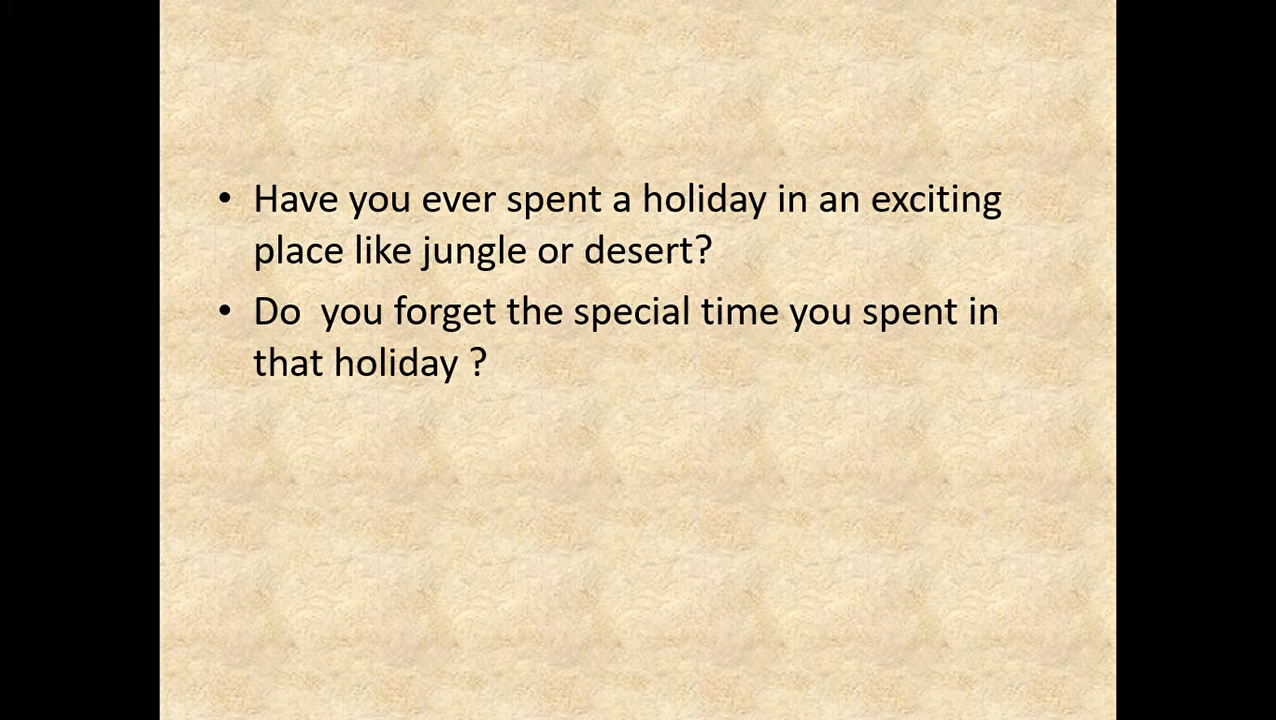 • Have you ever spent a holiday in an exciting
place like jungle or desert?
• Do  you forget the special time you spent in
that holiday ?